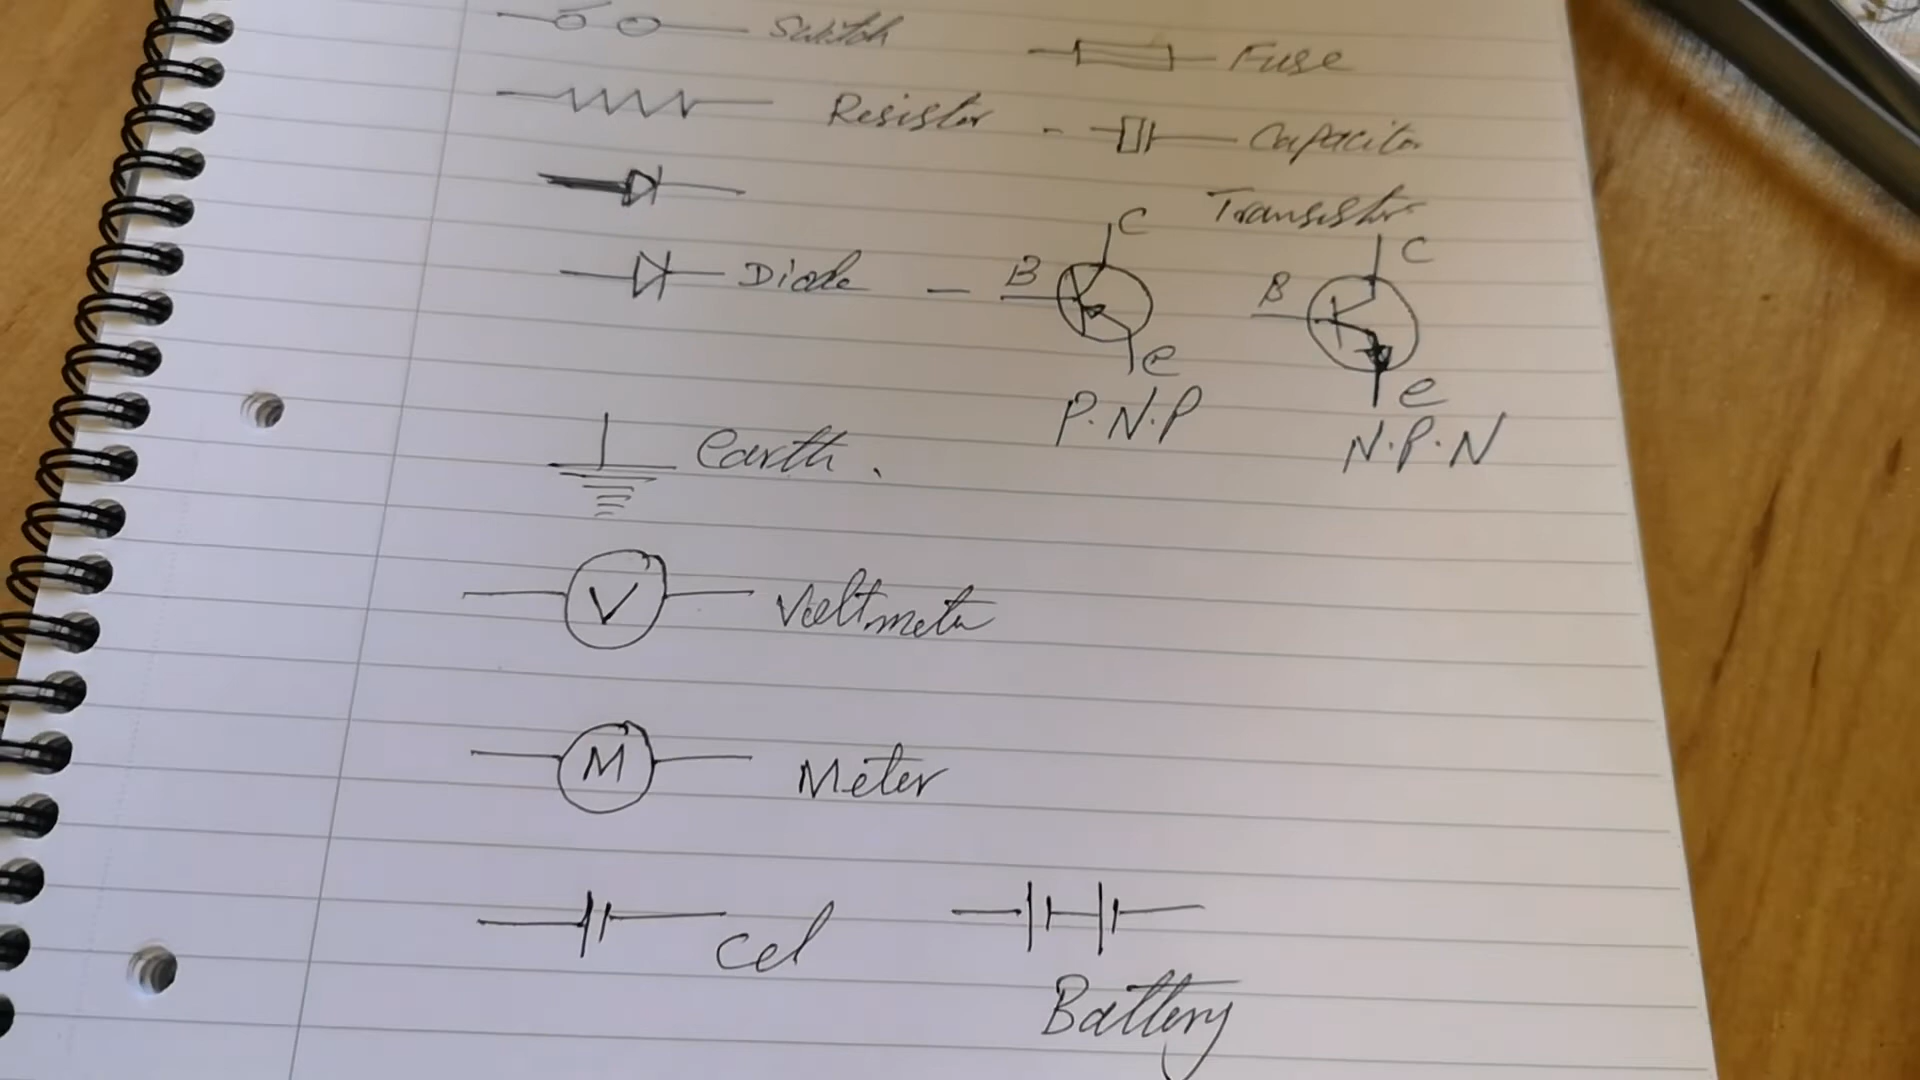 Switch
Fuse
Resistor
Capacitor
Transistor
Diode
B C e
P.N.P
B C e
N.P.N
earth.
V Voltmeter
M Meter
Cel
Battery